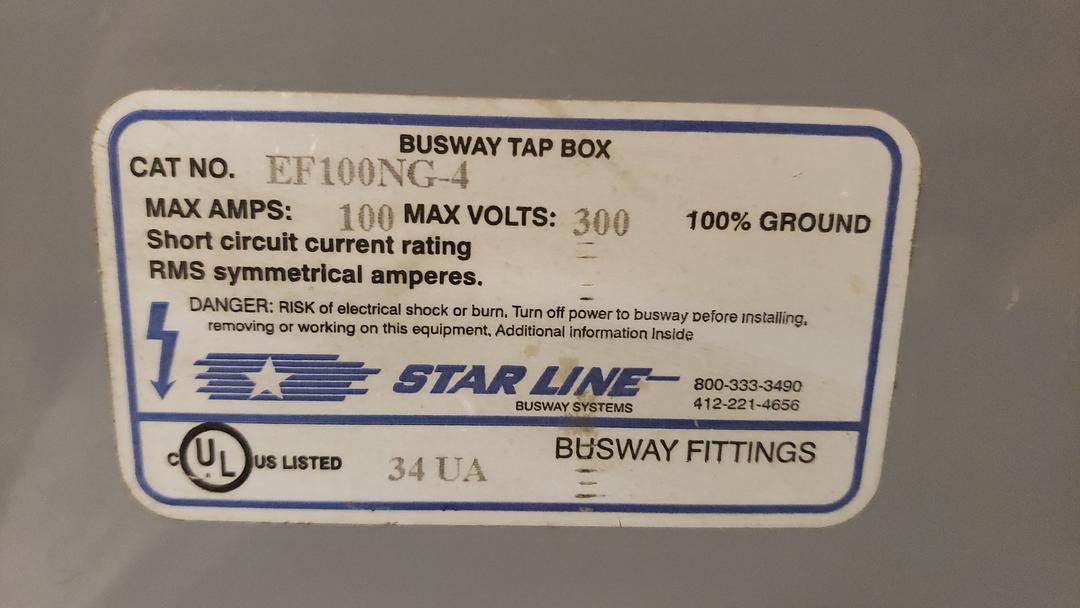 BUSWAY TAP BOX
CAT NO. EF100NG-4
MAX AMPS: 100 MAX VOLTS: 300 100% GROUND
Short circuit current rating
RMS symmetrical amperes.
DANGER: RISK of electrical shock or burn. Turn off power to busway before installing,
removing or working on this equipment. Additional information Inside
STAR LINE 800-333-3490
BUSWAY SYSTEMS 412-221-4656
C UL US LISTED 34 UA BUSWAY FITTINGS